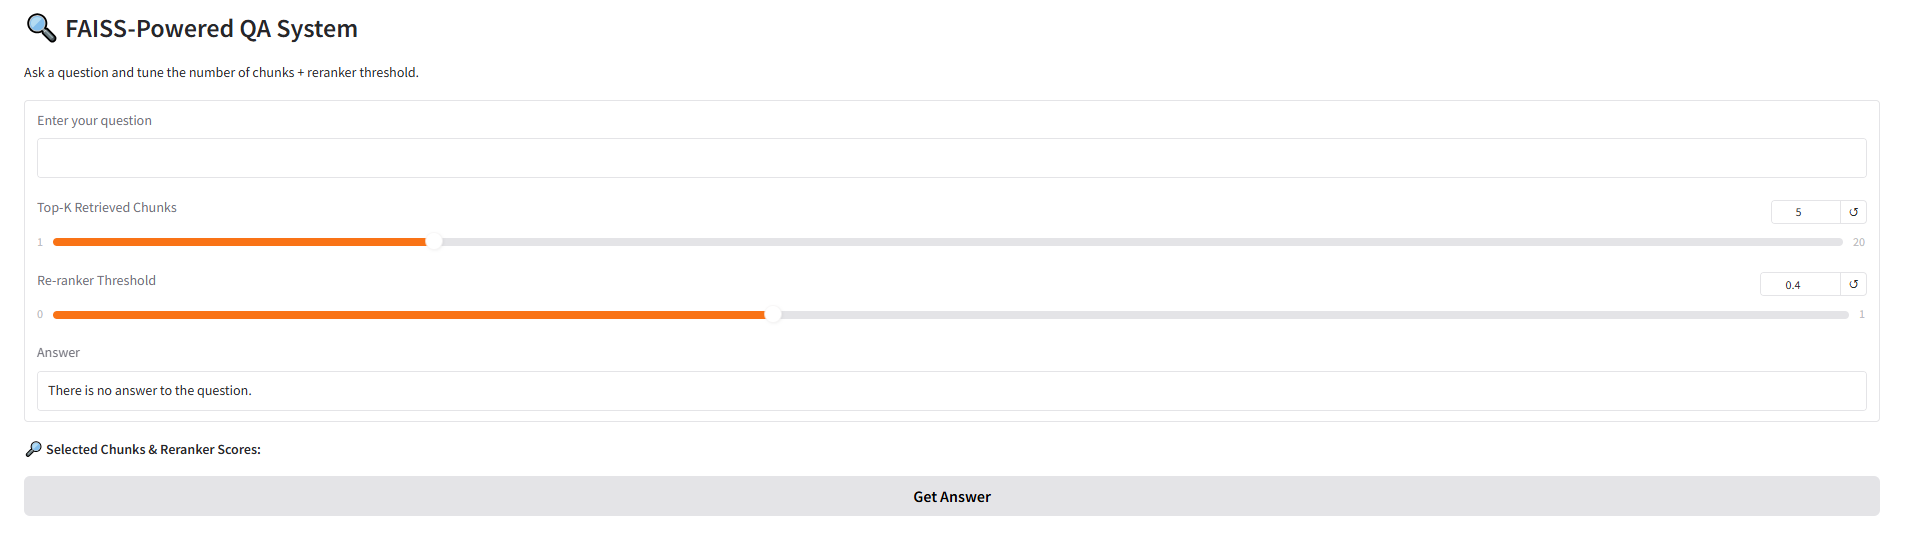 FAISS-Powered QA System
Ask a question and tune the number of chunks + reranker threshold.
Enter your question
Top-K Retrieved Chunks
5 ↺
1 20
Re-ranker Threshold
0.4 ↺
0 1
Answer
There is no answer to the question.
Selected Chunks & Reranker Scores:
Get Answer